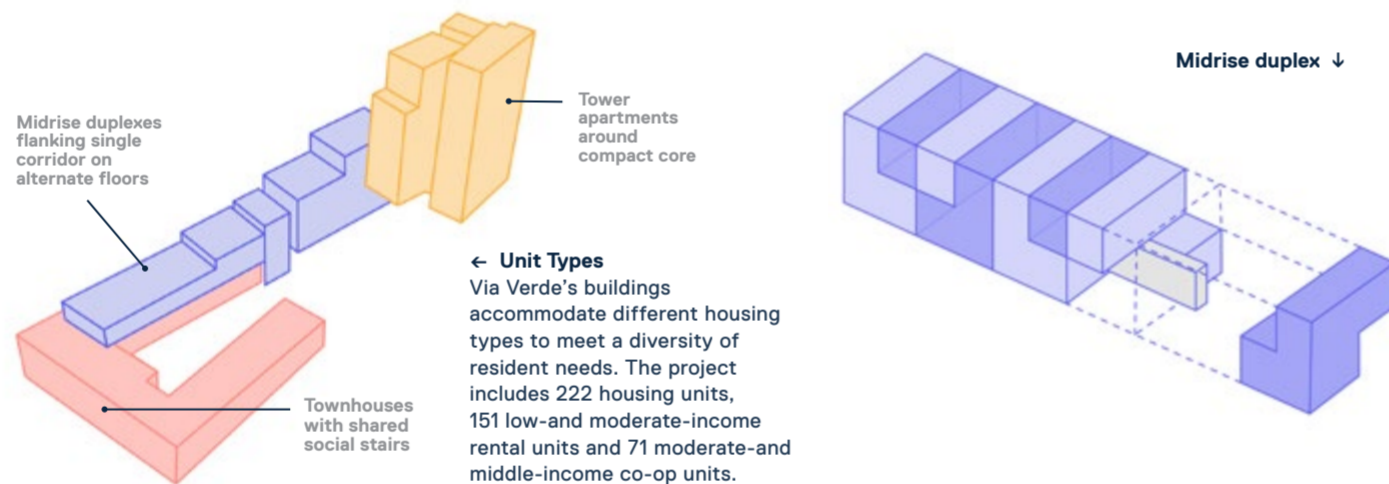 Midrise duplex ↓
Midrise duplexes
flanking single
corridor on
alternate floors
Tower
apartments
around
compact core
Townhouses
with shared
social stairs
← Unit Types
Via Verde’s buildings
accommodate different housing
types to meet a diversity of
resident needs. The project
includes 222 housing units,
151 low-and moderate-income
rental units and 71 moderate-and
middle-income co-op units.